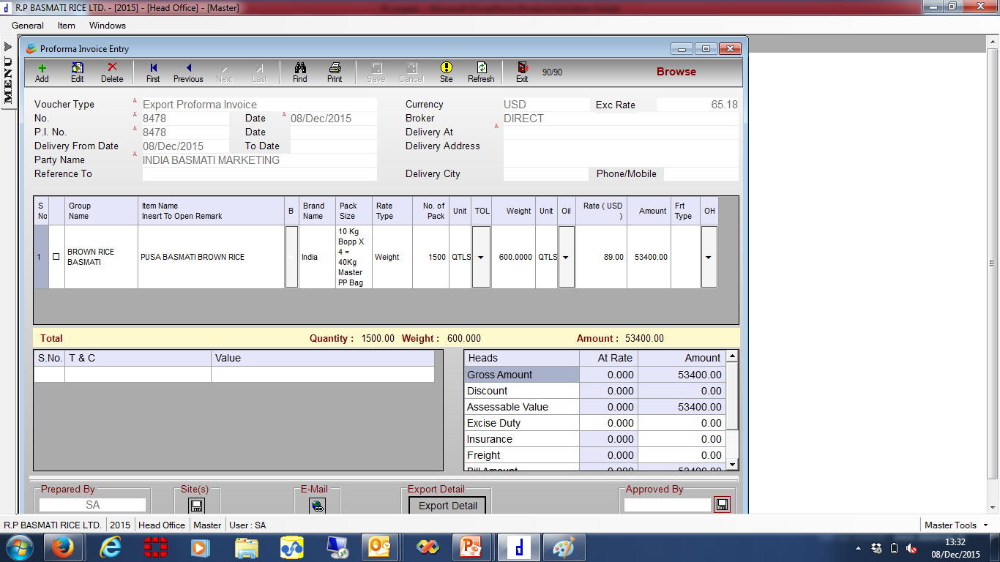 R.P BASMATI RICE LTD. - [2015] - [Head Office] - [Master]
General Item Windows
MENU
Proforma Invoice Entry
Add Edit Delete First Previous Next Last Find Print Save Cancel Site Refresh Exit 90/90 Browse
Voucher Type Export Proforma Invoice Currency USD Exc Rate 65.18
No. 8478 Date 08/Dec/2015 Broker DIRECT
P.I. No. 8478 Date Delivery At
Delivery From Date 08/Dec/2015 To Date Delivery Address
Party Name INDIA BASMATI MARKETING
Reference To Delivery City Phone/Mobile
S No Group Name Item Name Inesrt To Open Remark B Brand Name Pack Size Rate Type No. of Pack Unit TOL Weight Unit Oil Rate ( USD ) Amount Frt Type OH
1 BROWN RICE BASMATI PUSA BASMATI BROWN RICE India 10 Kg Bopp X 4 = 40Kg Master PP Bag Weight 1500 QTLS 600.0000 QTLS 89.00 53400.00
Total Quantity : 1500.00 Weight : 600.000 Amount : 53400.00
S.No. T & C Value
Heads At Rate Amount
Gross Amount 0.000 53400.00
Discount 0.000 0.00
Assessable Value 0.000 53400.00
Excise Duty 0.000 0.00
Insurance 0.000 0.00
Freight 0.000 0.00
Bill Amount 0.000 53400.00
Prepared By Site(s) E-Mail Export Detail Approved By
SA Export Detail
R.P BASMATI RICE LTD. 2015 Head Office Master User : SA Master Tools
13:32
08/Dec/2015